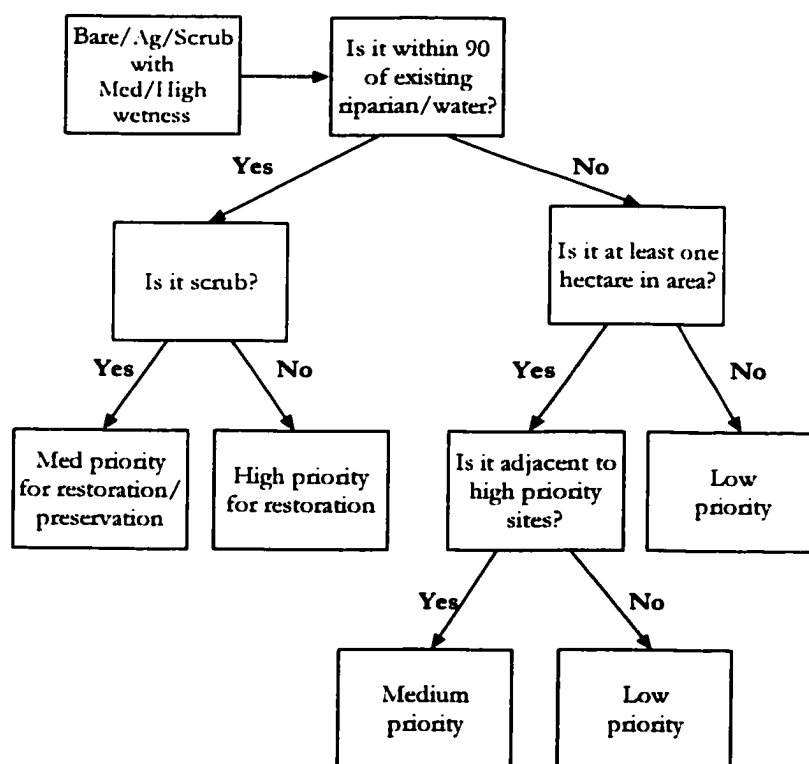 Bare/Ag/Scrub
with
Med/High
wetness
Is it within 90
of existing
riparian/water?
Yes
No
Is it scrub?
Is it at least one
hectare in area?
Yes
No
Yes
No
Med priority
for restoration/
preservation
High priority
for restoration
Is it adjacent to
high priority
sites?
Low
priority
Yes
No
Medium
priority
Low
priority